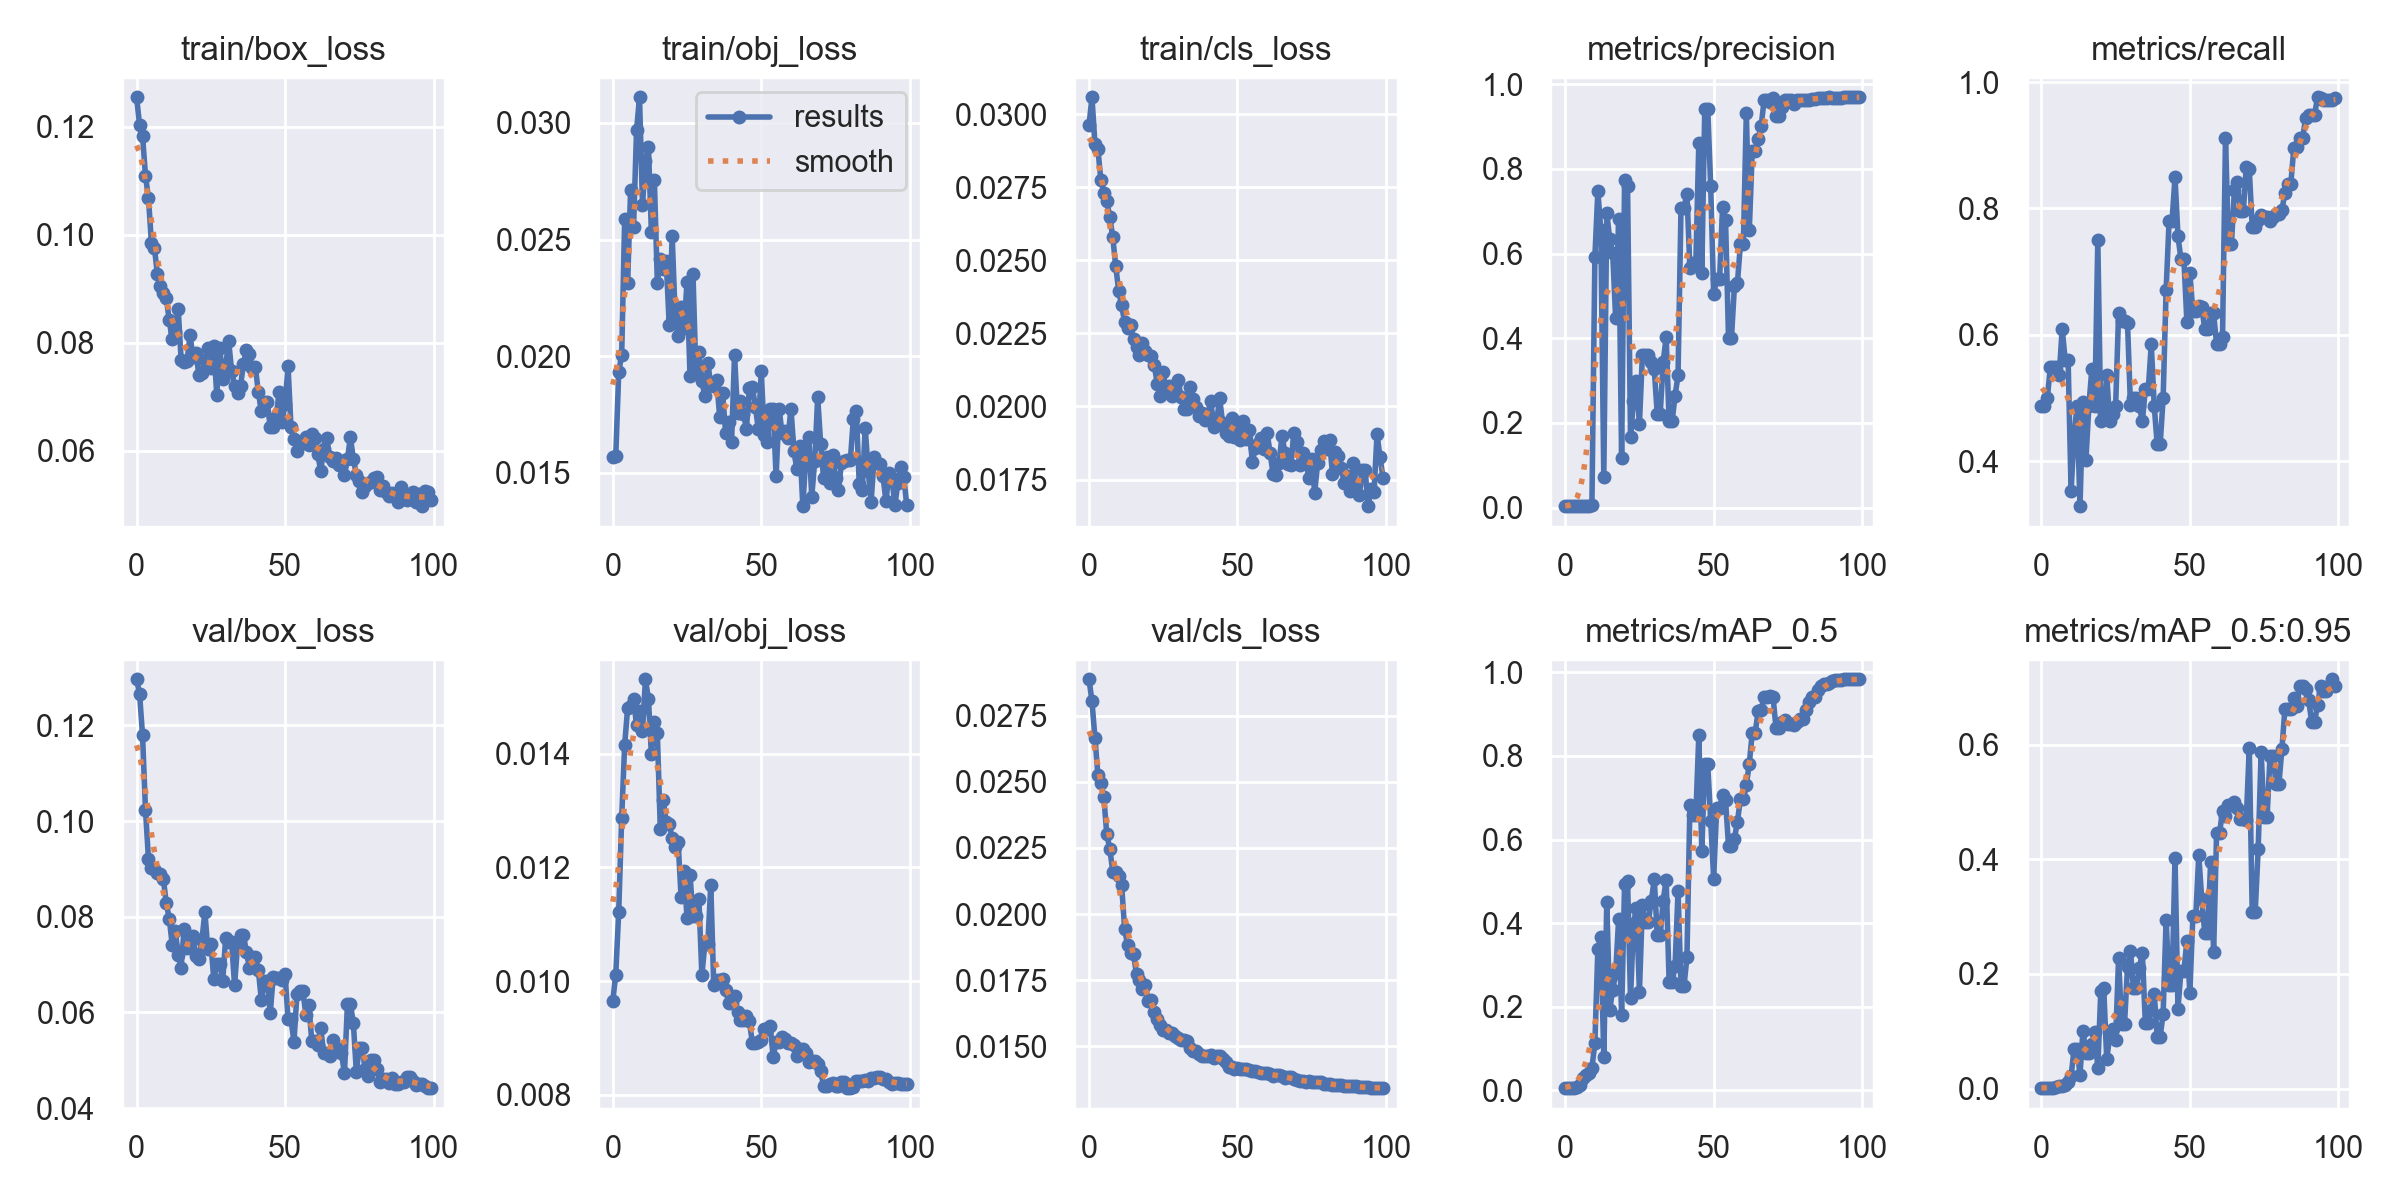 train/box_loss
0.12
0.10
0.08
0.06
0 50 100
train/obj_loss
results
smooth
0.030
0.025
0.020
0.015
0 50 100
train/cls_loss
0.0300
0.0275
0.0250
0.0225
0.0200
0.0175
0 50 100
metrics/precision
1.0
0.8
0.6
0.4
0.2
0.0
0 50 100
metrics/recall
1.0
0.8
0.6
0.4
0 50 100
val/box_loss
0.12
0.10
0.08
0.06
0.04
0 50 100
val/obj_loss
0.014
0.012
0.010
0.008
0 50 100
val/cls_loss
0.0275
0.0250
0.0225
0.0200
0.0175
0.0150
0 50 100
metrics/mAP_0.5
1.0
0.8
0.6
0.4
0.2
0.0
0 50 100
metrics/mAP_0.5:0.95
0.6
0.4
0.2
0.0
0 50 100